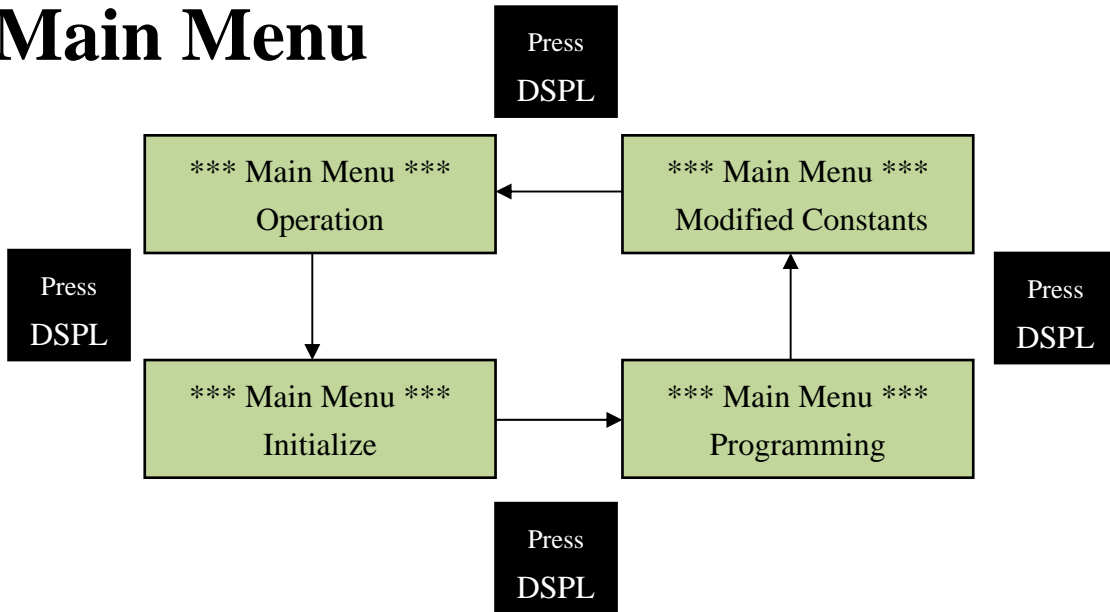 Main Menu
Press
DSPL
*** Main Menu ***
Operation
*** Main Menu ***
Modified Constants
Press
DSPL
Press
DSPL
*** Main Menu ***
Initialize
*** Main Menu ***
Programming
Press
DSPL